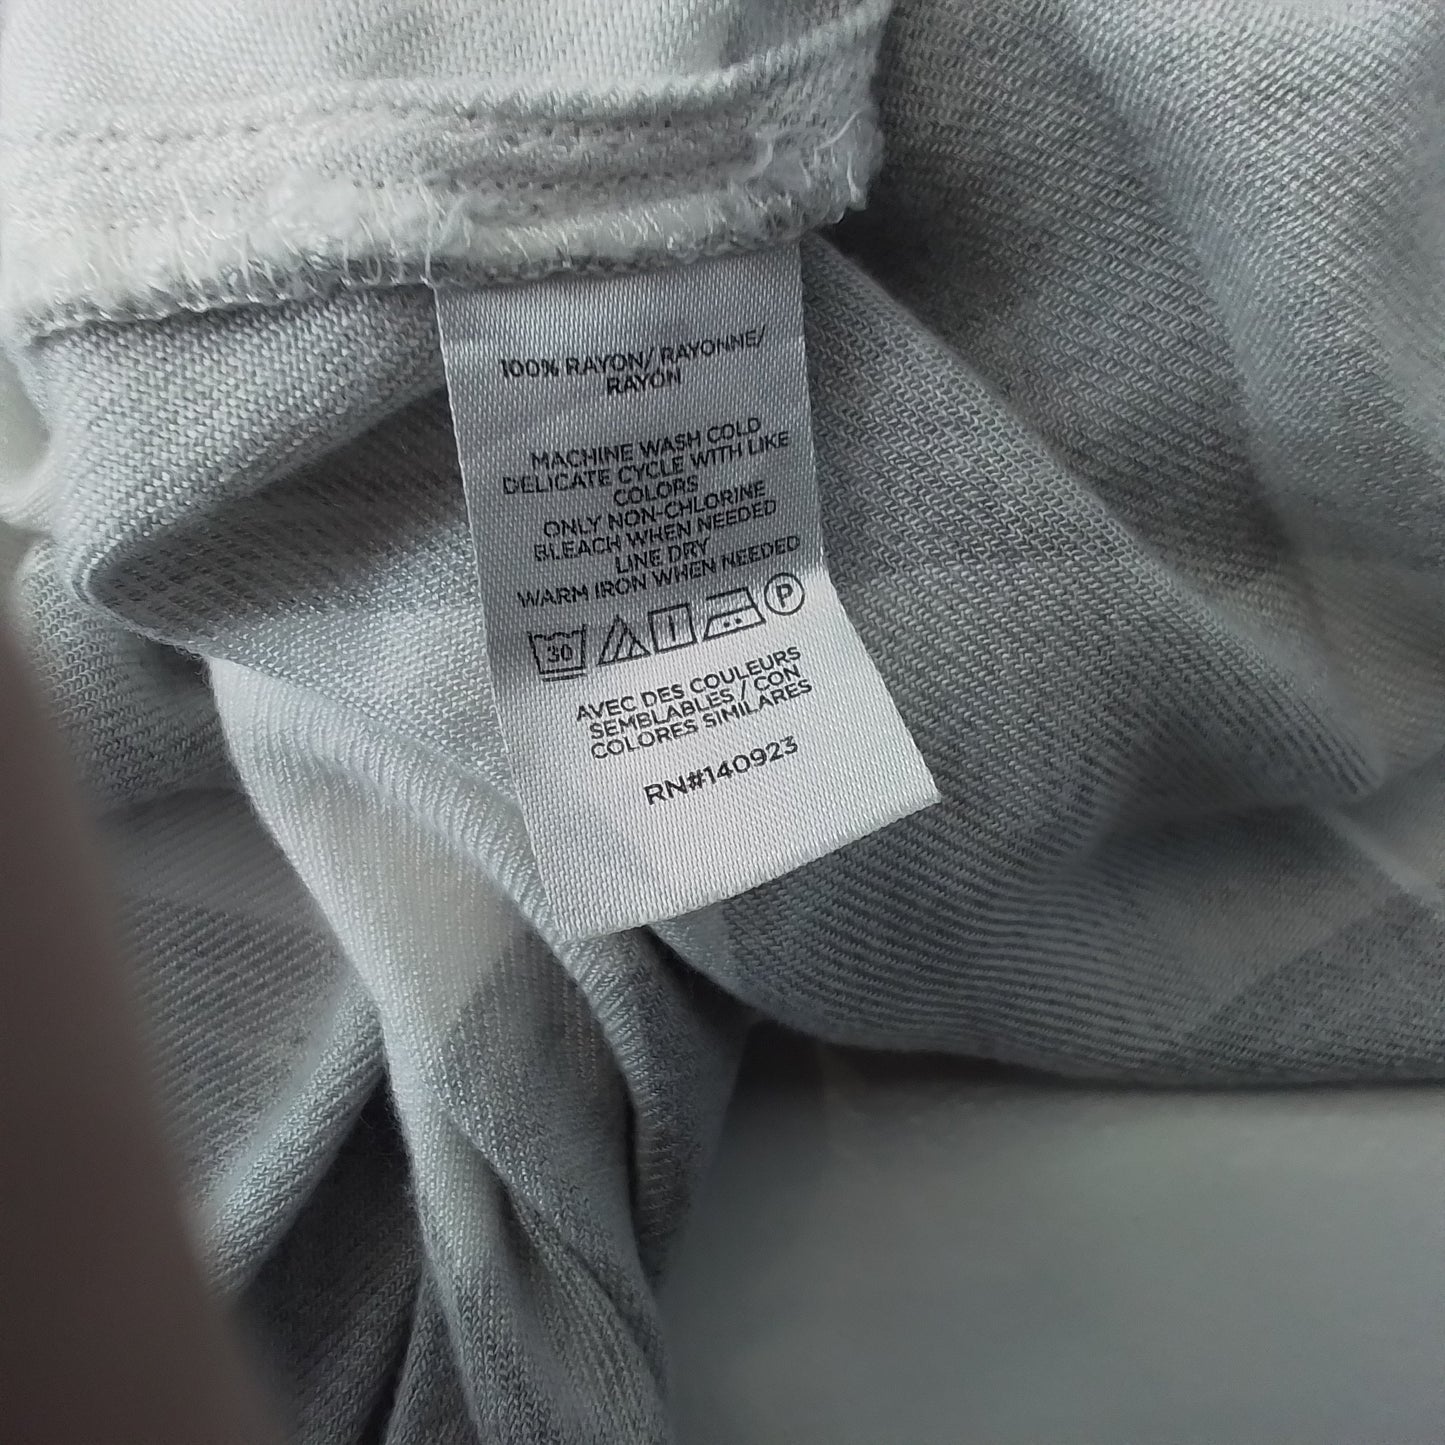 100% RAYON/ RAYONNE/
RAYON
MACHINE WASH COLD
DELICATE CYCLE WITH LIKE
COLORS
ONLY NON-CHLORINE
BLEACH WHEN NEEDED
LINE DRY
WARM IRON WHEN NEEDED
30 P
AVEC DES COULEURS
SEMBLABLES / CON
COLORES SIMILARES
RN#140923